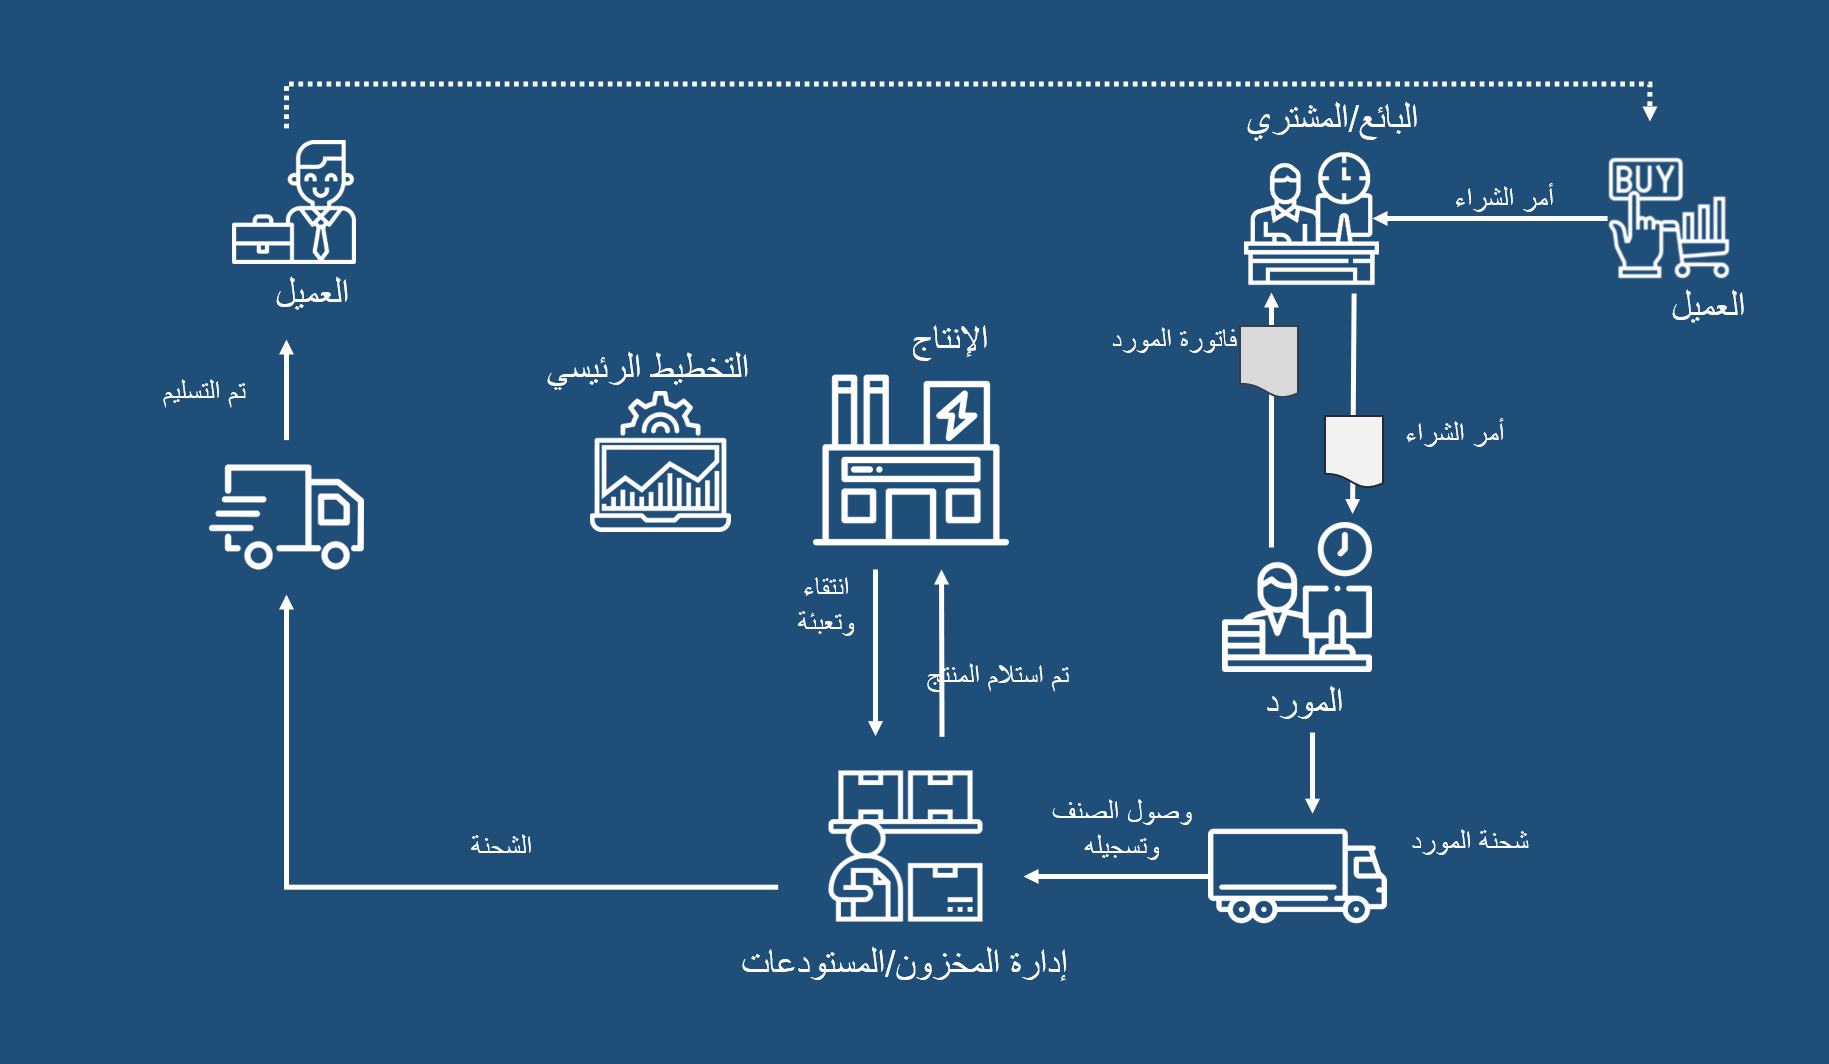 البائع/المشتري
BUY
أمر الشراء
العميل
العميل
فاتورة المورد
الإنتاج
التخطيط الرئيسي
تم التسليم
أمر الشراء
انتقاء
وتعبئة
تم استلام المنتج
المورد
وصول الصنف
وتسجيله
شحنة المورد
الشحنة
إدارة المخزون/المستودعات